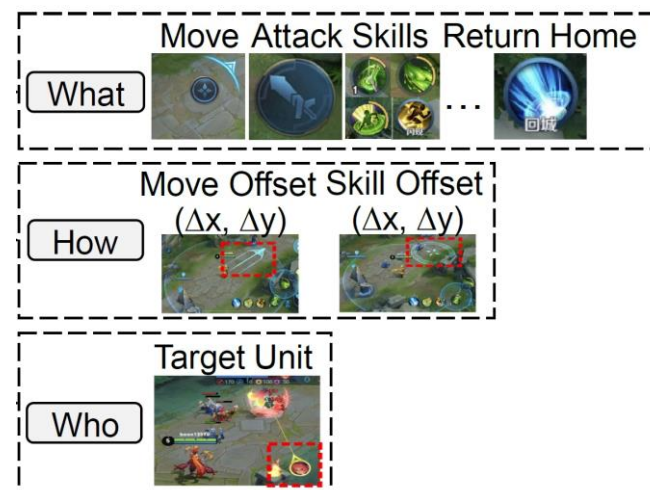 Move Attack Skills Return Home
What
1
...
回城
Move Offset Skill Offset
(Δx, Δy) (Δx, Δy)
How
Target Unit
Who